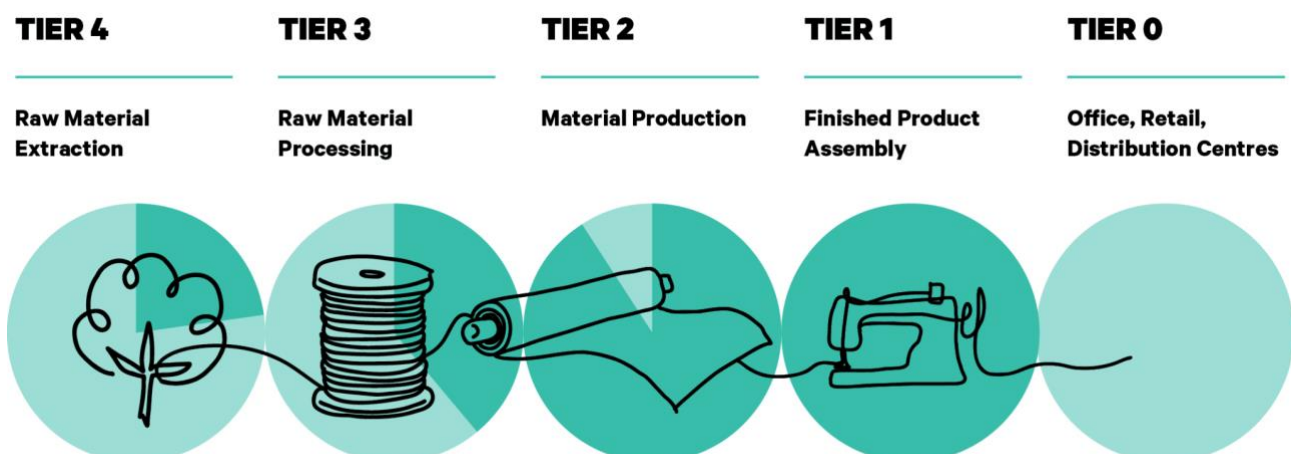 TIER 4
Raw Material
Extraction
TIER 3
Raw Material
Processing
TIER 2
Material Production
TIER 1
Finished Product
Assembly
TIER 0
Office, Retail,
Distribution Centres